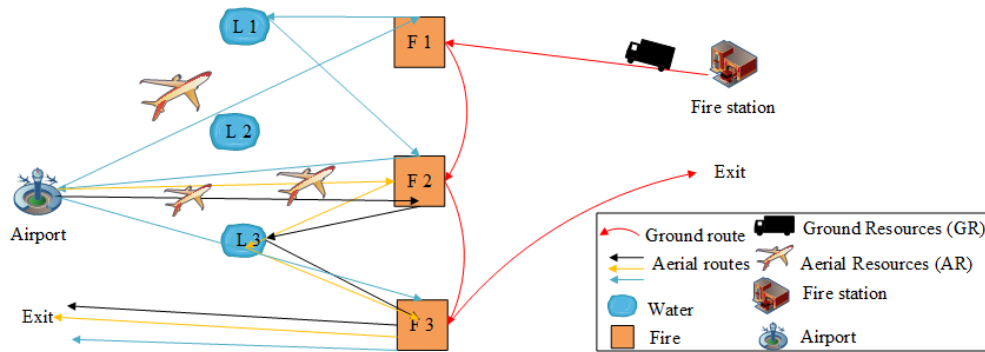 L 1
F 1
Fire station
L 2
F 2
Exit
Airport
L 3
Ground route
Ground Resources (GR)
Aerial routes
Aerial Resources (AR)
Fire station
Water
Exit
F 3
Fire
Airport